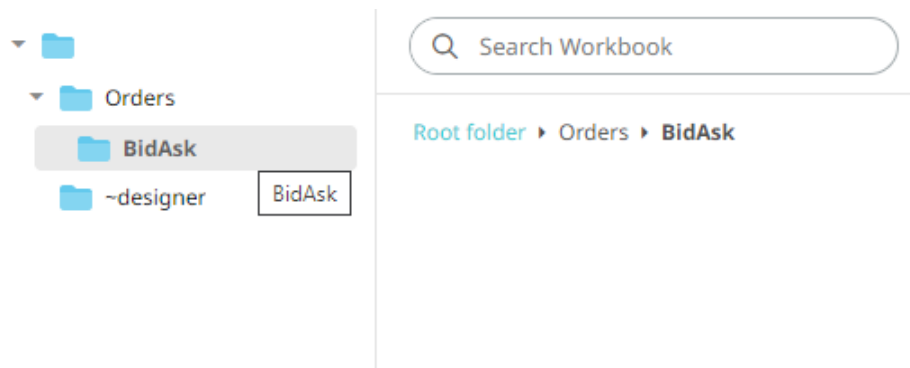 Orders
BidAsk
~designer
BidAsk
Search Workbook
Root folder Orders BidAsk